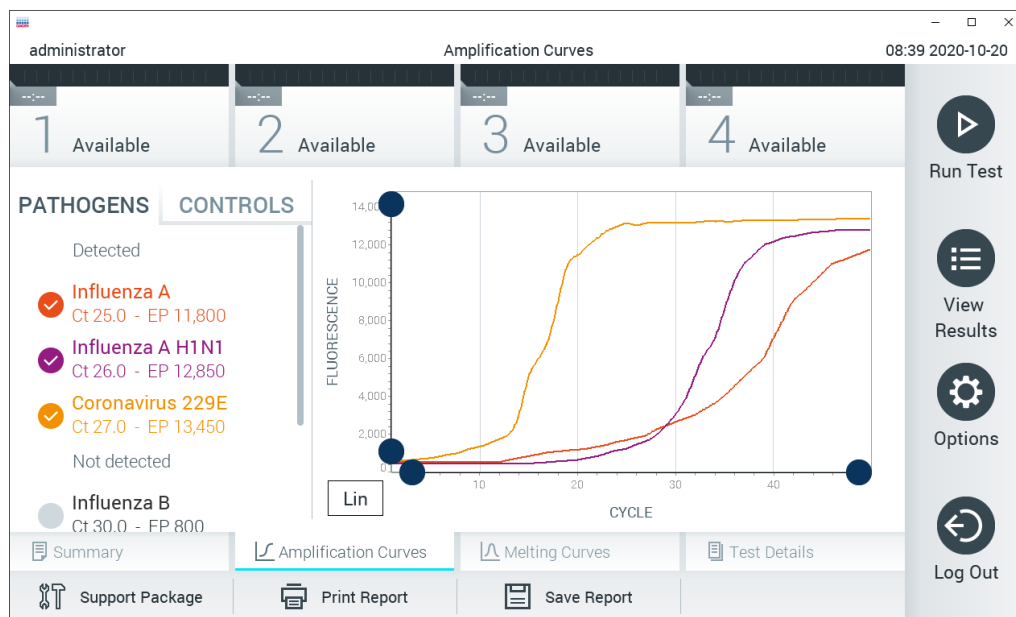 administrator
Amplification Curves
08:39 2020-10-20
--:--
1 Available
--:--
2 Available
--:--
3 Available
--:--
4 Available
Run Test
View
Results
Options
Log Out
PATHOGENS
CONTROLS
Detected
Influenza A
Ct 25.0 - EP 11,800
Influenza A H1N1
Ct 26.0 - EP 12,850
Coronavirus 229E
Ct 27.0 - EP 13,450
Not detected
Influenza B
Ct 30.0 - EP 800
FLUORESCENCE
14,00
12,000
10,000
8,000
6,000
4,000
2,000
0
10
20
30
40
CYCLE
Lin
Summary
Amplification Curves
Melting Curves
Test Details
Support Package
Print Report
Save Report